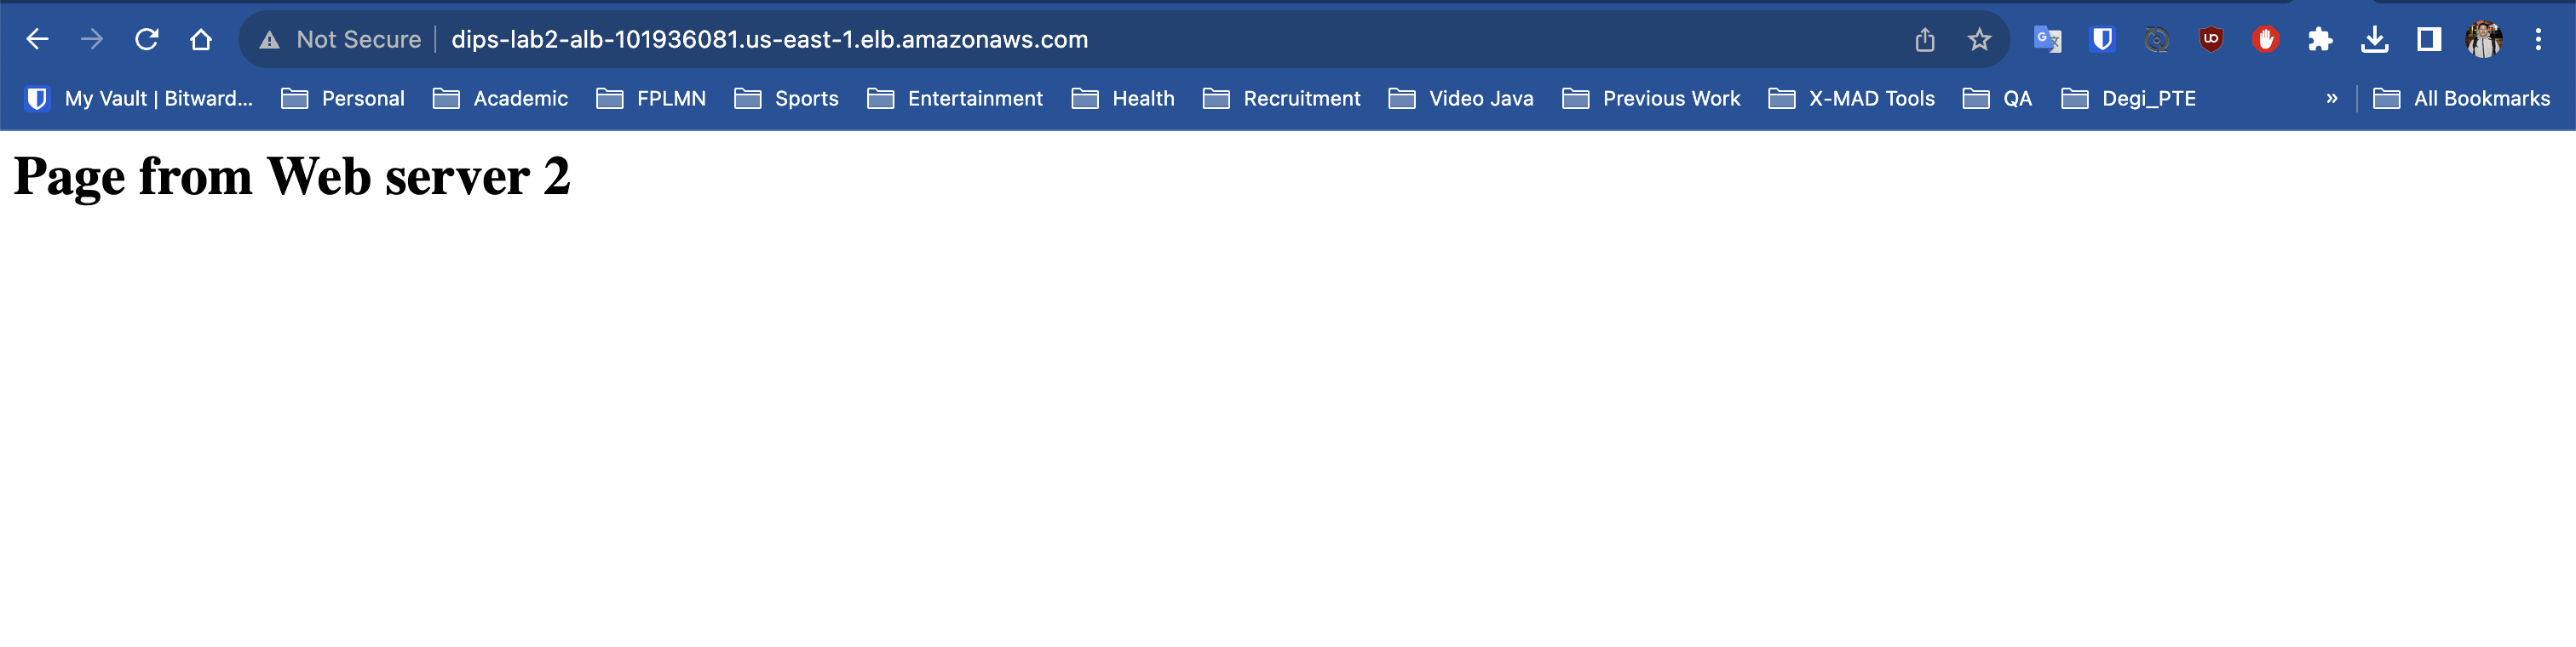 Not Secure dips-lab2-alb-101936081.us-east-1.elb.amazonaws.com
My Vault | Bitward... Personal Academic FPLMN Sports Entertainment Health Recruitment Video Java Previous Work X-MAD Tools QA Degi_PTE » All Bookmarks
Page from Web server 2